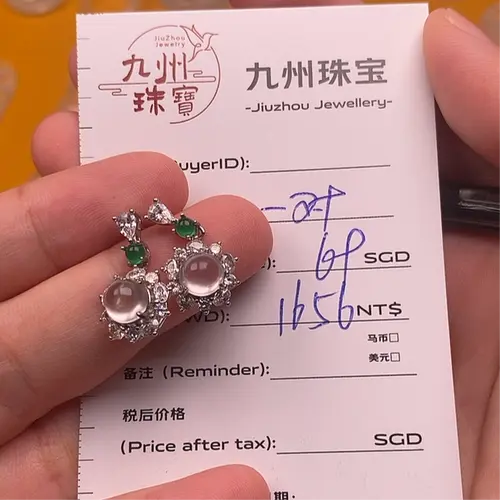 JiuZhou
Jewelry
九州
珠寶
九州珠宝
-Jiuzhou Jewellery-
uyerID):
69 SGD
WD): 1656 NT$
马币□
美元□
备注 (Reminder):
税后价格
(Price after tax): SGD
期: